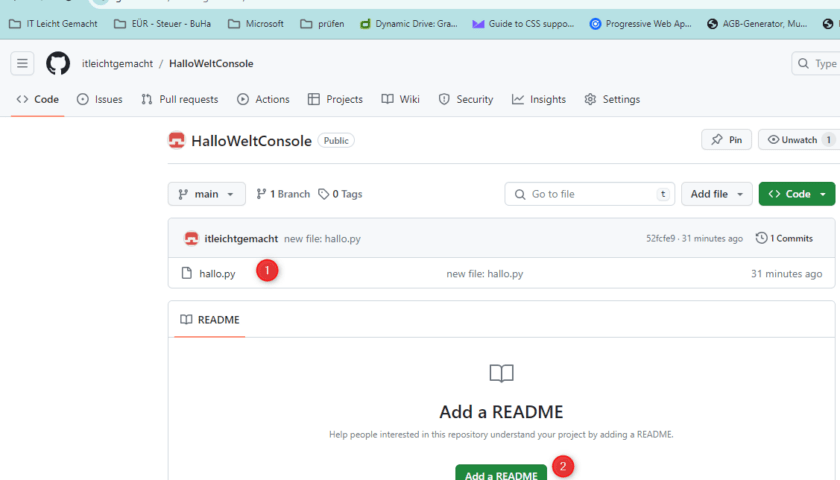 IT Leicht Gemacht EÜR - Steuer - BuHa Microsoft prüfen Dynamic Drive: Gra... Guide to CSS suppo... Progressive Web Ap... AGB-Generator, Mu...
itleichtgemacht / HalloWeltConsole Type
Code Issues Pull requests Actions Projects Wiki Security Insights Settings
HalloWeltConsole Public Pin Unwatch 1
main 1 Branch 0 Tags Go to file t Add file Code
itleichtgemacht new file: hallo.py 52fcfe9 · 31 minutes ago 1 Commits
hallo.py 1 new file: hallo.py 31 minutes ago
README
Add a README
Help people interested in this repository understand your project by adding a README.
Add a README 2